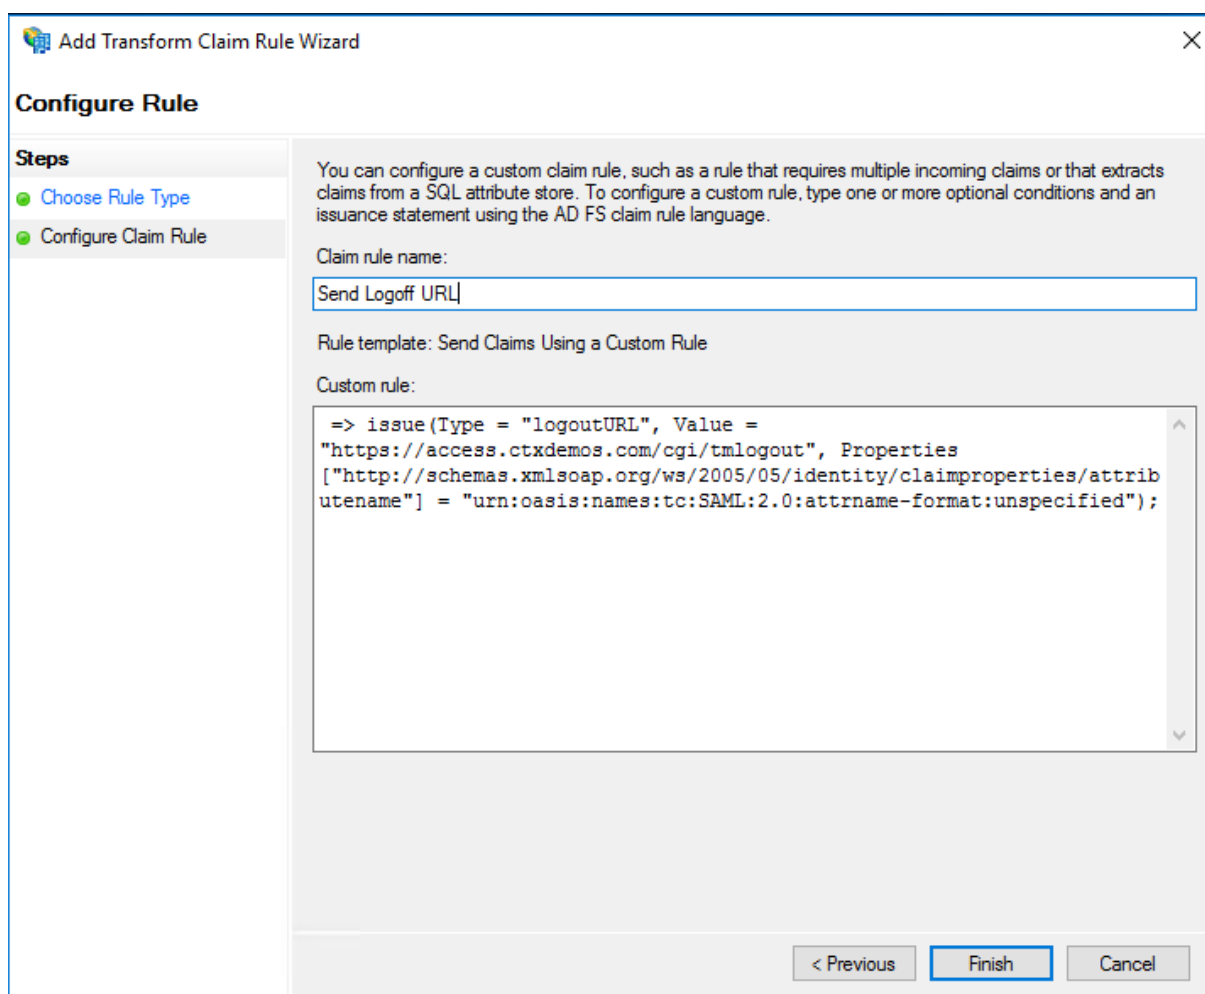 Add Transform Claim Rule Wizard
Configure Rule
Steps
Choose Rule Type
Configure Claim Rule
You can configure a custom claim rule, such as a rule that requires multiple incoming claims or that extracts
claims from a SQL attribute store. To configure a custom rule, type one or more optional conditions and an
issuance statement using the AD FS claim rule language.
Claim rule name:
Send Logoff URL
Rule template: Send Claims Using a Custom Rule
Custom rule:
=> issue(Type = "logoutURL", Value =
"https://access.ctxdemos.com/cgi/tmlogout", Properties
["http://schemas.xmlsoap.org/ws/2005/05/identity/claimproperties/attrib
utename"] = "urn:oasis:names:tc:SAML:2.0:attrname-format:unspecified");
< Previous
Finish
Cancel